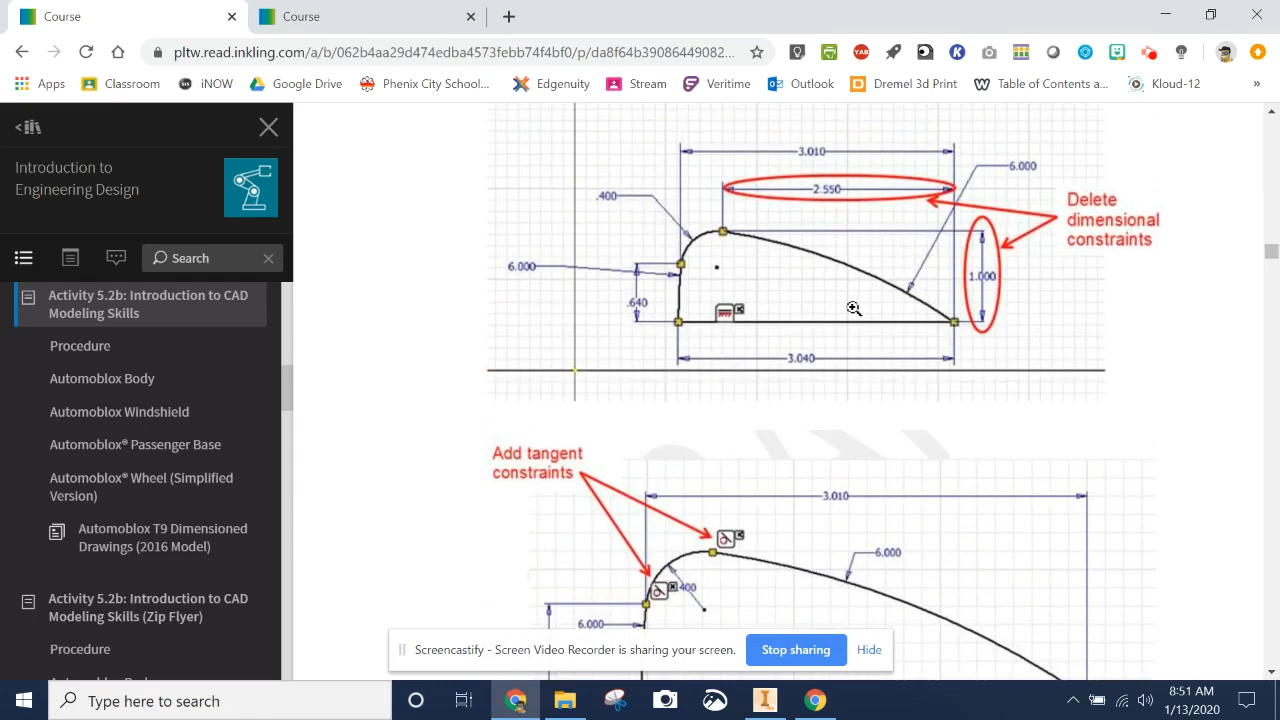 Course
Course
pltw.read.inkling.com/a/b/062b4aa29d474edba4573febb74f4bf0/p/da8f64b39086449082...
YAB
K
Apps
Classroom
iNOW
Google Drive
Phenix City School...
Edgenuity
Stream
Veritime
Outlook
Dremel 3d Print
Table of Contents a...
Kloud-12
»
Introduction to
Engineering Design
Search
Activity 5.2b: Introduction to CAD
Modeling Skills
Procedure
Automoblox Body
Automoblox Windshield
Automoblox® Passenger Base
Automoblox® Wheel (Simplified
Version)
Automoblox T9 Dimensioned
Drawings (2016 Model)
Activity 5.2b: Introduction to CAD
Modeling Skills (Zip Flyer)
Procedure
3.010
6.000
2.550
.400
Delete
dimensional
constraints
6.000
1.000
.640
3.040
Add tangent
constraints
3.010
6.000
.400
6.000
Screencastify - Screen Video Recorder is sharing your screen.
Stop sharing
Hide
Type here to search
8:51 AM
1/13/2020